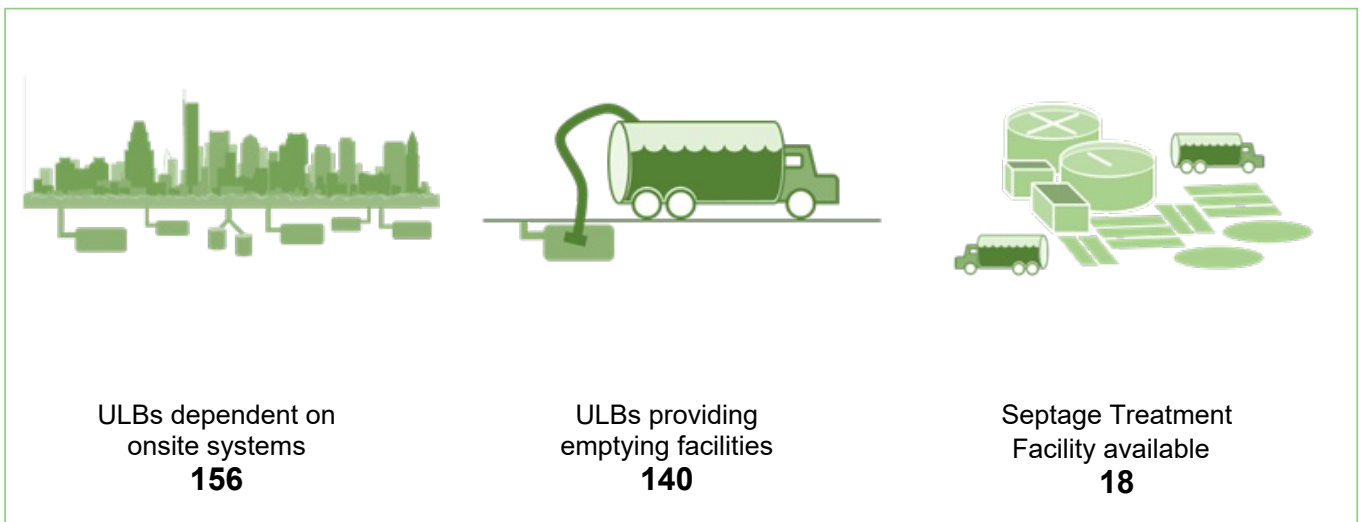 ULBs dependent on
onsite systems
156
ULBs providing
emptying facilities
140
Septage Treatment
Facility available
18